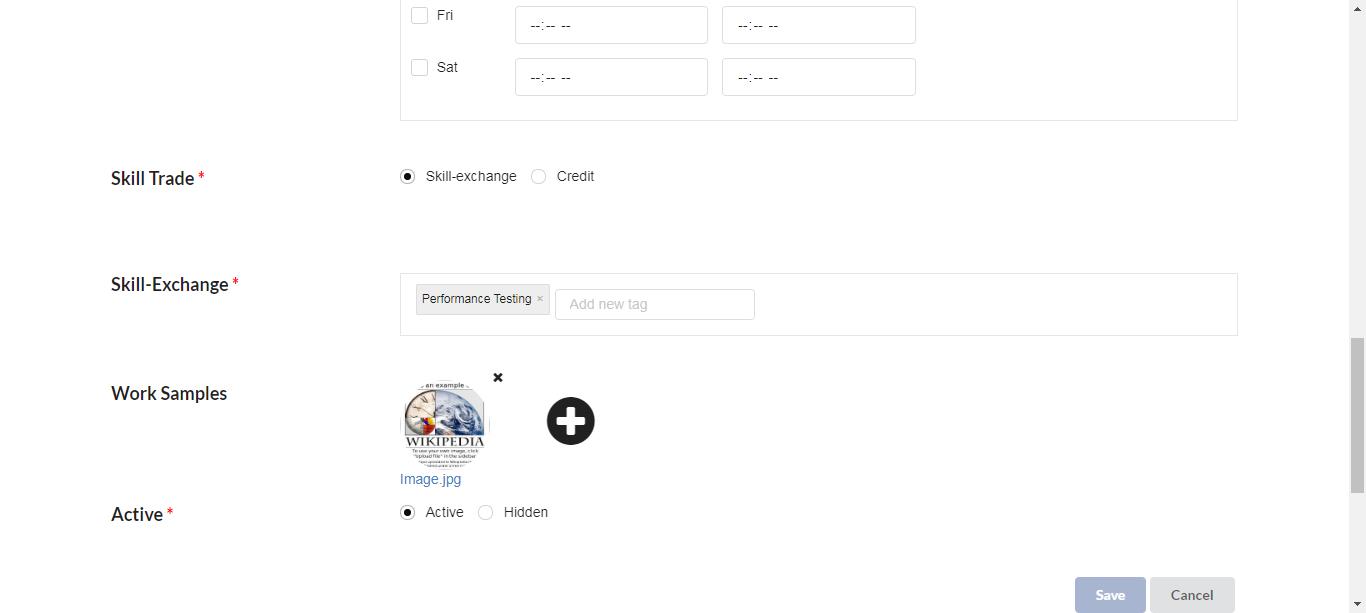 Fri --:-- -- --:-- --
Sat --:-- -- --:-- --
Skill Trade * Skill-exchange Credit
Skill-Exchange * Performance Testing × Add new tag
Work Samples
an example
WIKIPEDIA
To use your own image, click
"upload file" in the sidebar
Image.jpg
Active * Active Hidden
Save Cancel